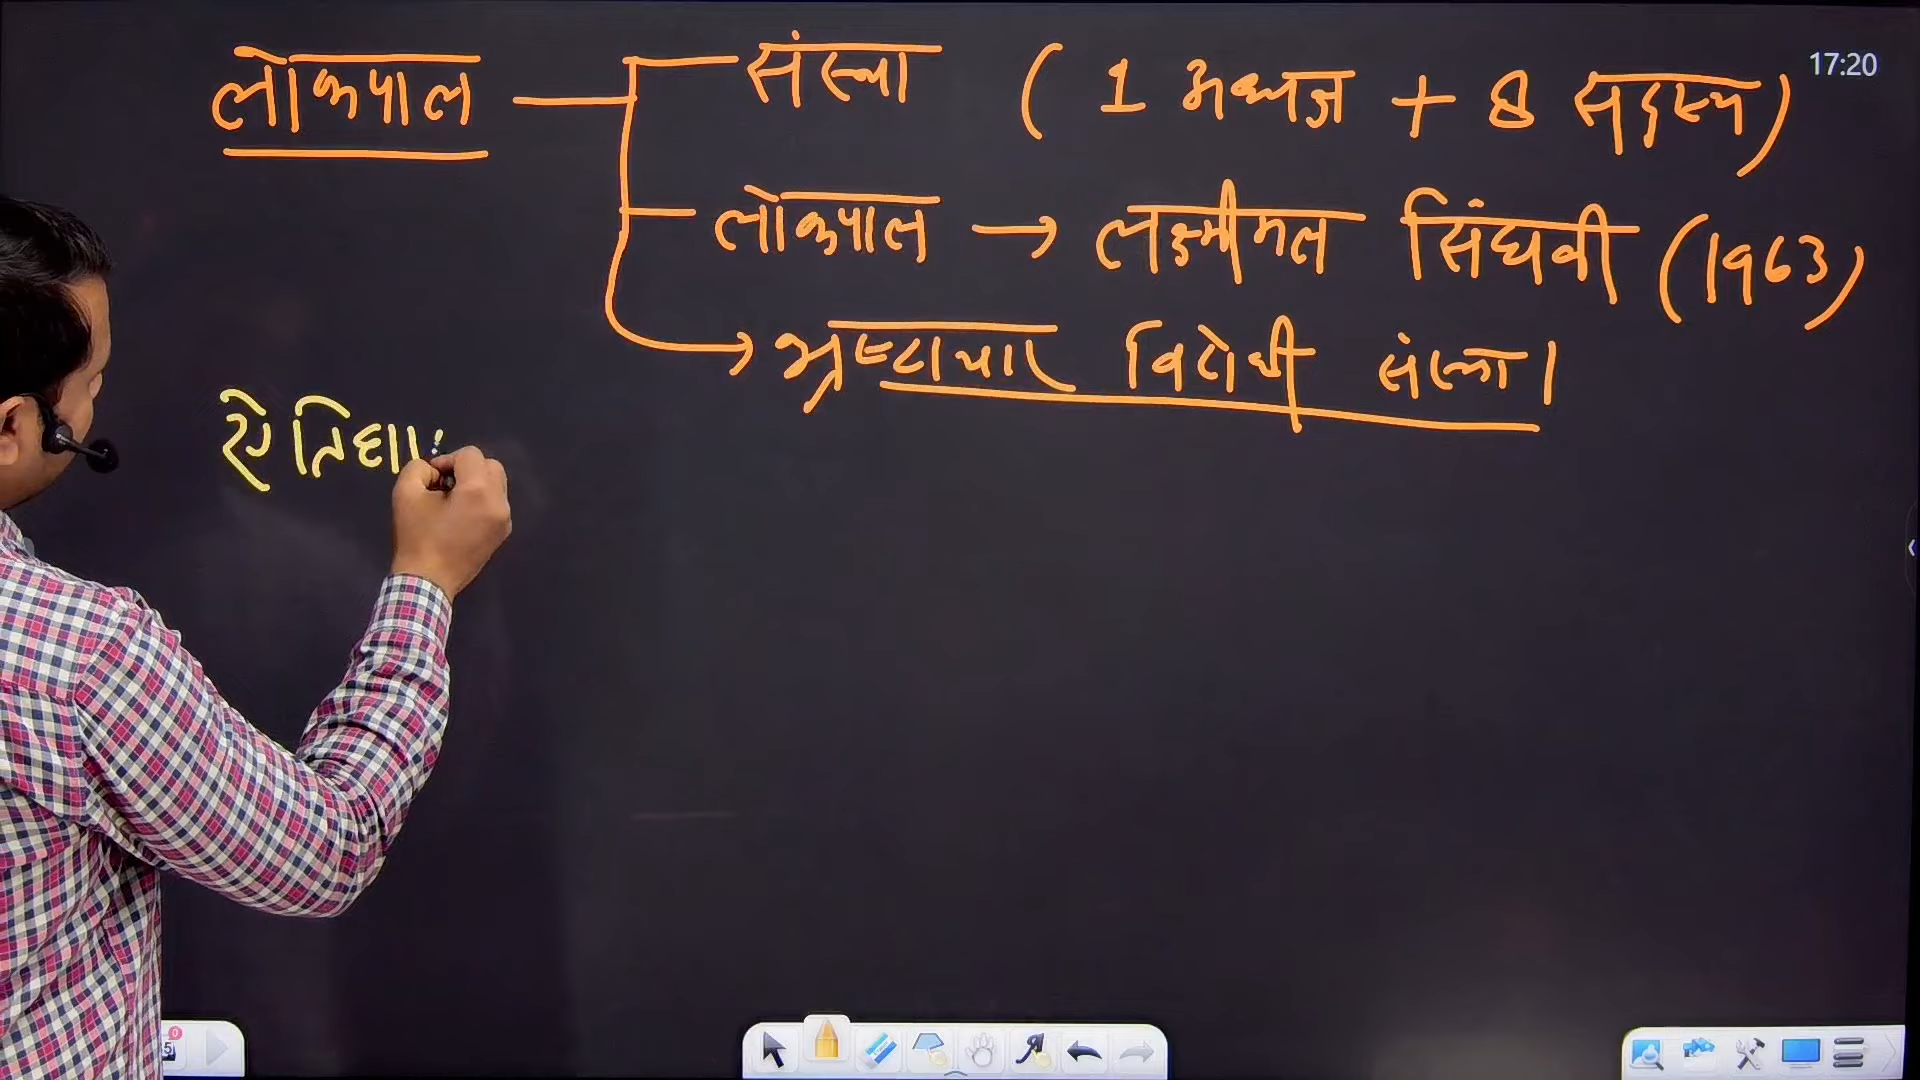 17:20
लोकपाल — संस्था ( 1 अध्यक्ष + 8 सदस्य )
लोकपाल → लक्ष्मीमल सिंघवी (1963)
→ भ्रष्टाचार विरोधी संस्था।
ऐतिहा